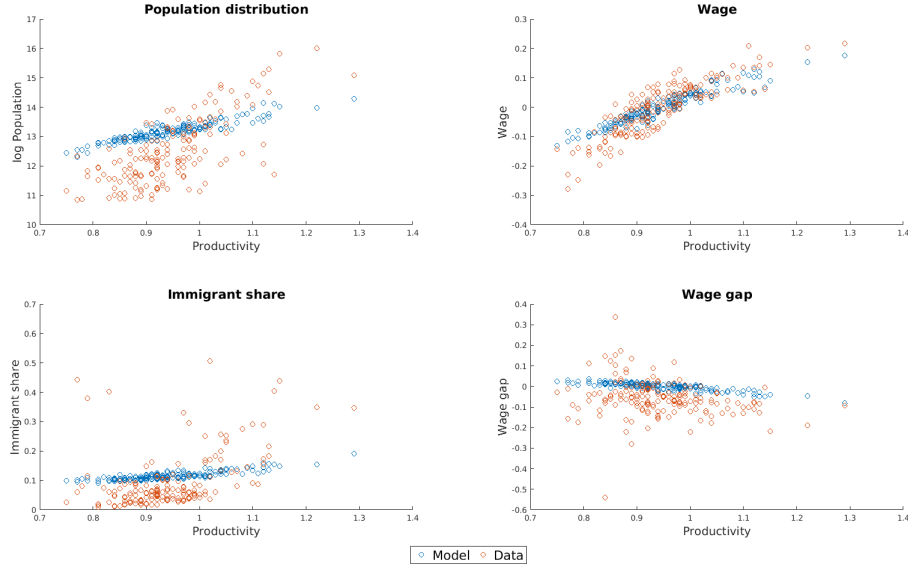 Population distribution
17
16
15
14
13
12
11
10
log Population
0.7 0.8 0.9 1 1.1 1.2 1.3 1.4
Productivity
Wage
0.3
0.2
0.1
0
-0.1
-0.2
-0.3
-0.4
Wage
0.7 0.8 0.9 1 1.1 1.2 1.3 1.4
Productivity
Immigrant share
0.7
0.6
0.5
0.4
0.3
0.2
0.1
0
Immigrant share
0.7 0.8 0.9 1 1.1 1.2 1.3 1.4
Productivity
Wage gap
0.4
0.3
0.2
0.1
0
-0.1
-0.2
-0.3
-0.4
-0.5
-0.6
Wage gap
0.7 0.8 0.9 1 1.1 1.2 1.3 1.4
Productivity
Model Data